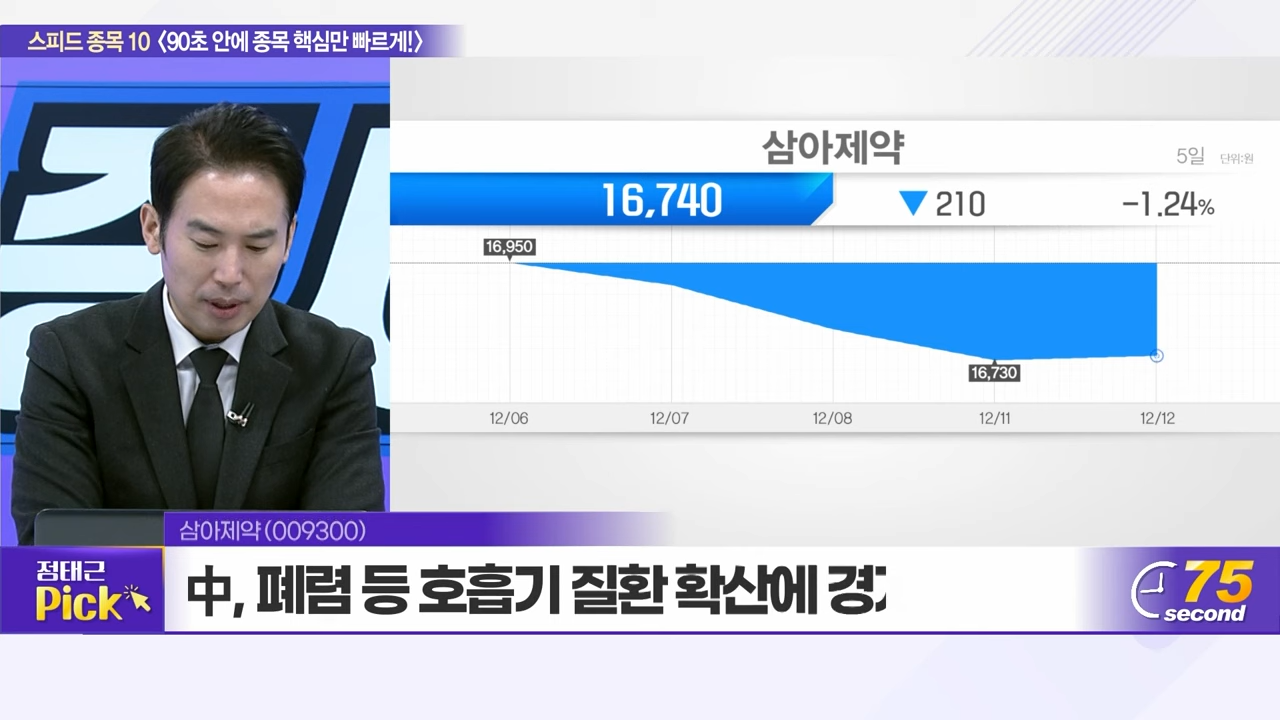 스피드 종목 10 〈90초 안에 종목 핵심만 빠르게!〉
삼아제약
5일 단위:원
16,740 ▼ 210 -1.24%
16,950
16,730
12/06 12/07 12/08 12/11 12/12
삼아제약(009300)
정태근
Pick
中, 폐렴 등 호흡기 질환 확산에
75
second